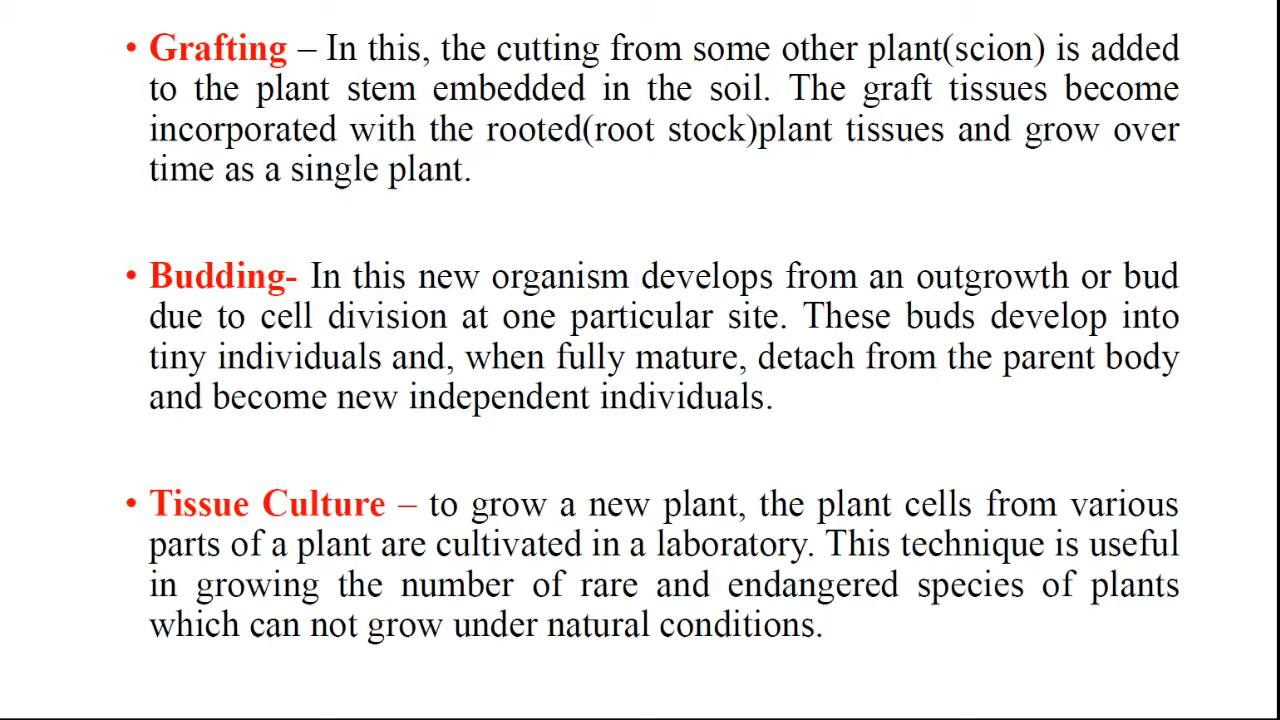 • Grafting – In this, the cutting from some other plant(scion) is added
to the plant stem embedded in the soil. The graft tissues become
incorporated with the rooted(root stock)plant tissues and grow over
time as a single plant.
• Budding- In this new organism develops from an outgrowth or bud
due to cell division at one particular site. These buds develop into
tiny individuals and, when fully mature, detach from the parent body
and become new independent individuals.
• Tissue Culture – to grow a new plant, the plant cells from various
parts of a plant are cultivated in a laboratory. This technique is useful
in growing the number of rare and endangered species of plants
which can not grow under natural conditions.